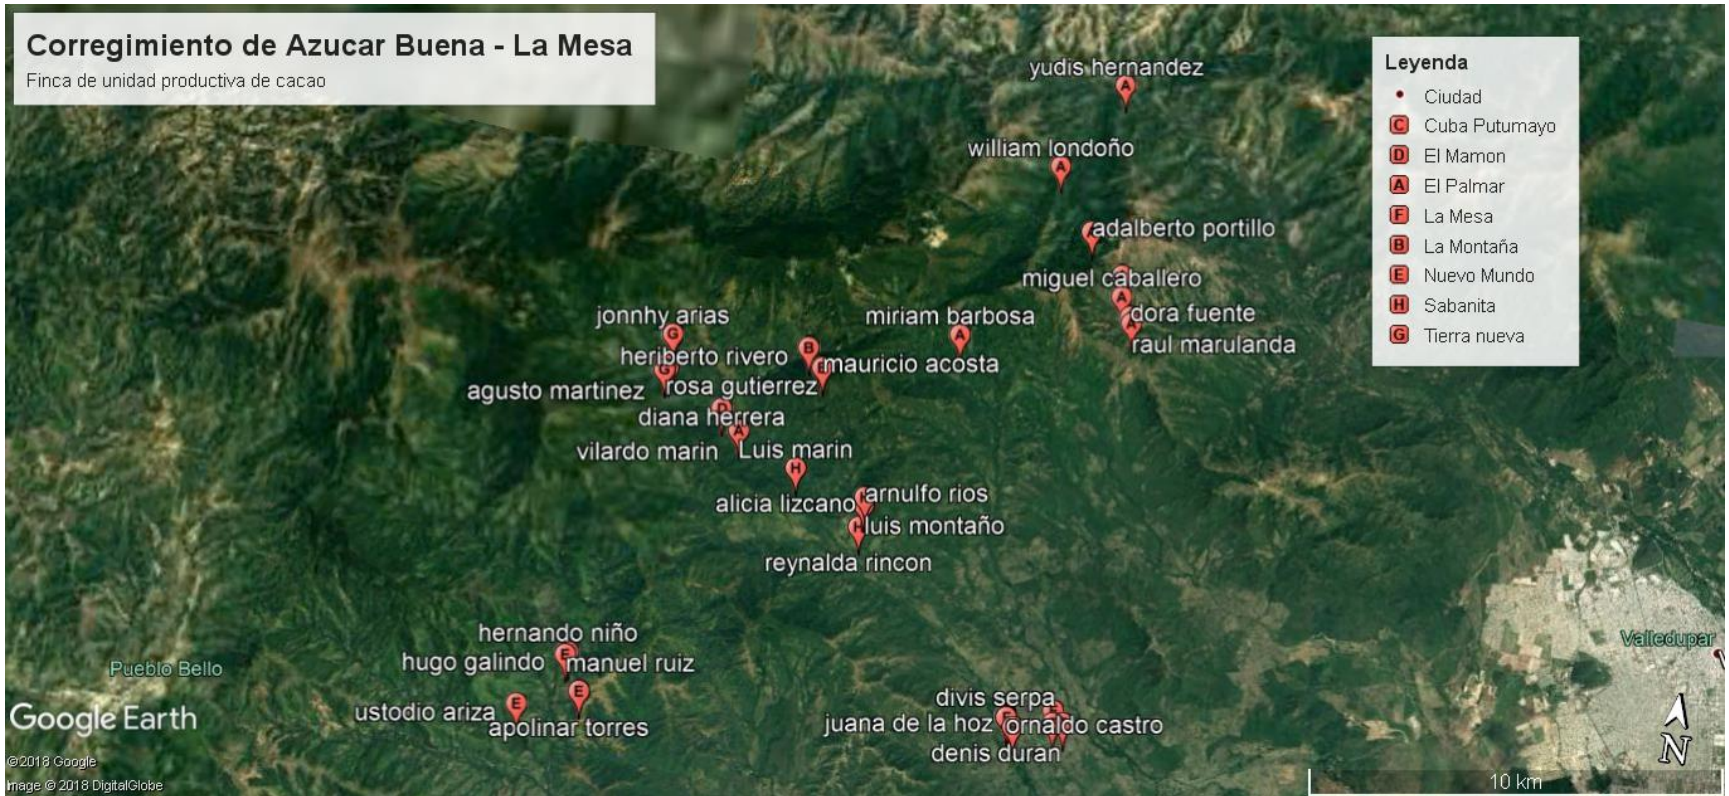 Corregimiento de Azucar Buena - La Mesa
Finca de unidad productiva de cacao
Leyenda
Ciudad
C Cuba Putumayo
D El Mamon
A El Palmar
F La Mesa
B La Montaña
E Nuevo Mundo
H Sabanita
G Tierra nueva
yudis hernandez
A
william londoño
A
adalberto portillo
miguel caballero
A
dora fuente
A
raul marulanda
jonnhy arias
G
miriam barbosa
A
heriberto rivero
B
mauricio acosta
G
agusto martinez
rosa gutierrez
D
diana herrera
A
vilardo marin
Luis marin
H
alicia lizcano
arnulfo rios
H
luis montaño
reynalda rincon
hernando niño
E
hugo galindo
manuel ruiz
E
E
ustodio ariza
apolinar torres
divis serpa
juana de la hoz
ornaldo castro
denis duran
Pueblo Bello
Valledupar
Google Earth
©2018 Google
Image © 2018 DigitalGlobe
N
10 km